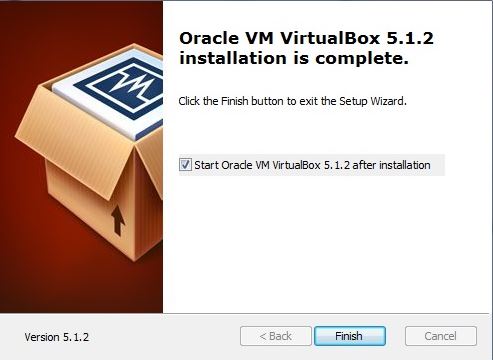 Oracle VM VirtualBox 5.1.2
installation is complete.
Click the Finish button to exit the Setup Wizard.
Start Oracle VM VirtualBox 5.1.2 after installation
Version 5.1.2
< Back
Finish
Cancel